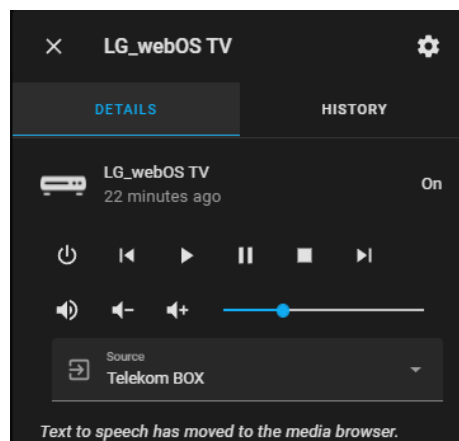 LG_webOS TV
DETAILS
HISTORY
LG_webOS TV
On
22 minutes ago
Source
Telekom BOX
Text to speech has moved to the media browser.